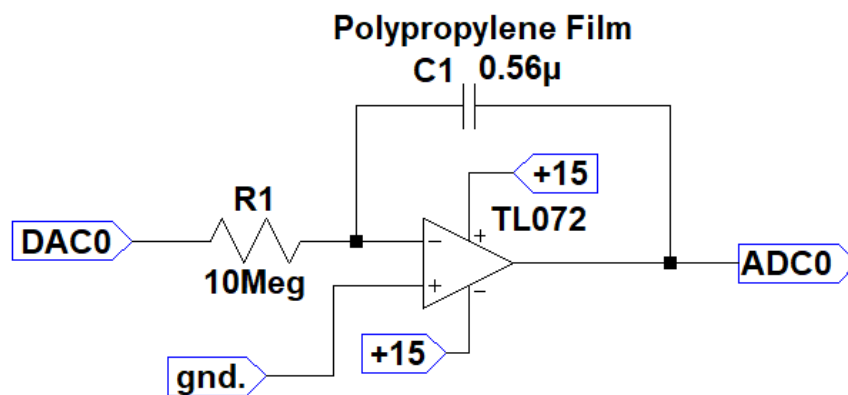 Polypropylene Film
C1 0.56µ
+15
R1
TL072
DAC0
-
+
ADC0
10Meg
+
-
+15
gnd.